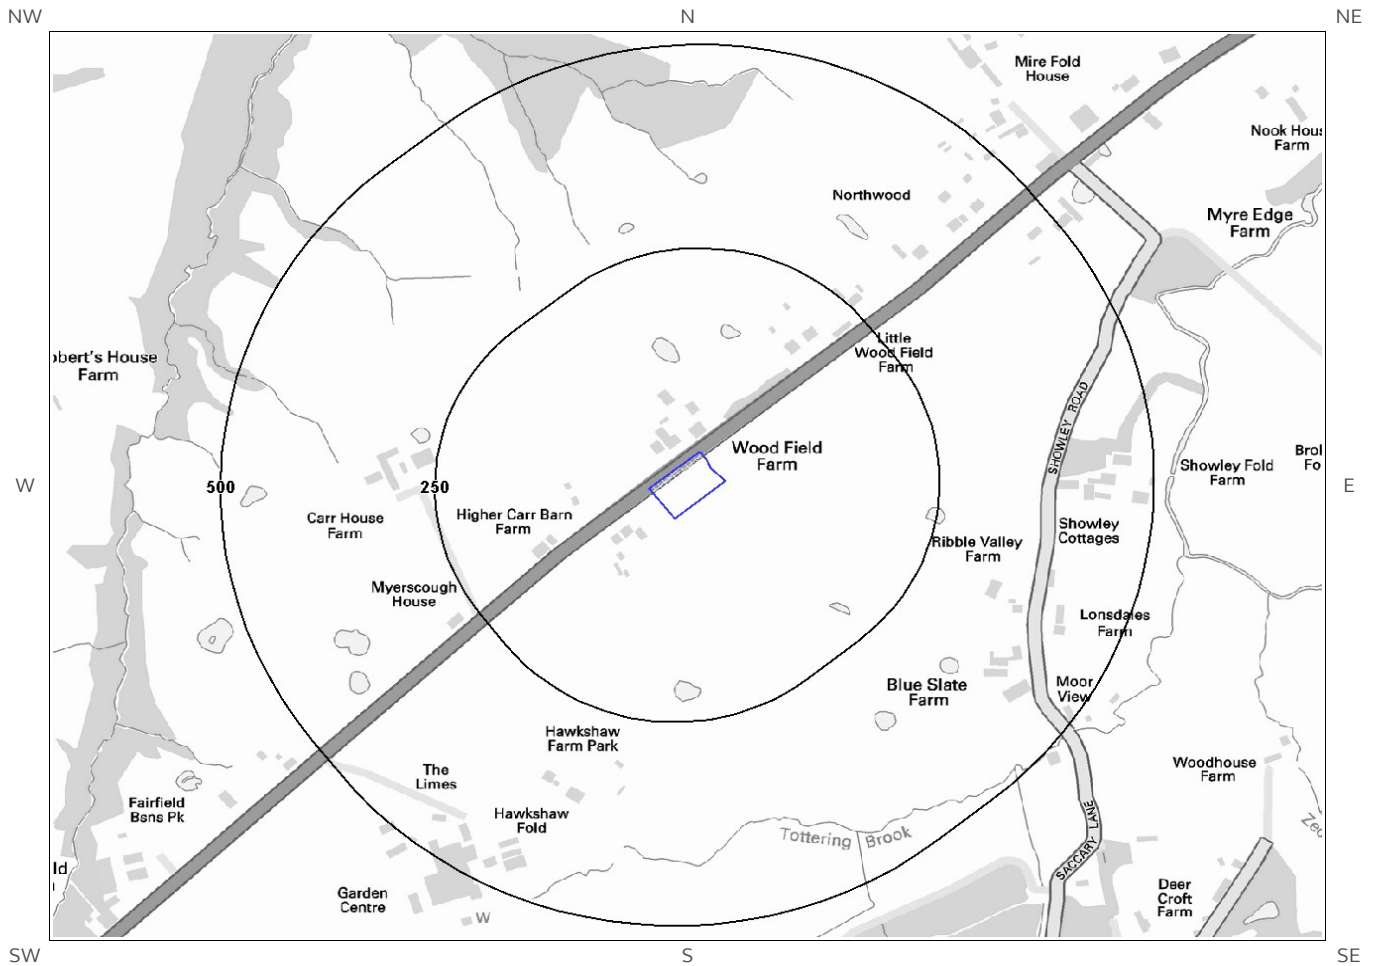 NW
N
NE
Mire Fold
House
Nook Hous
Farm
Northwood
Myre Edge
Farm
Little
Wood Field
Farm
obert's House
Farm
SHOWLEY ROAD
Wood Field
Farm
Brol
Fo
Showley Fold
Farm
W
500
250
E
Higher Carr Barn
Farm
Carr House
Farm
Showley
Cottages
Ribble Valley
Farm
Myerscough
House
Lonsdales
Farm
Moor
View
Blue Slate
Farm
Hawkshaw
Farm Park
The
Limes
Woodhouse
Farm
Fairfield
Bsns Pk
Hawkshaw
Fold
Tottering Brook
SACCARY LANE
Zec
ld
Garden
Centre
W
Deer
Croft
Farm
SW
S
SE